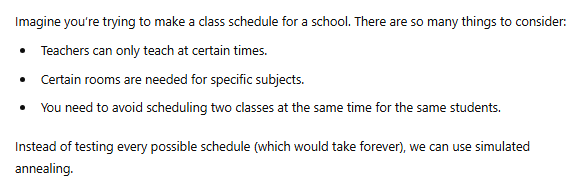 Imagine you're trying to make a class schedule for a school. There are so many things to consider:
• Teachers can only teach at certain times.
• Certain rooms are needed for specific subjects.
• You need to avoid scheduling two classes at the same time for the same students.
Instead of testing every possible schedule (which would take forever), we can use simulated
annealing.